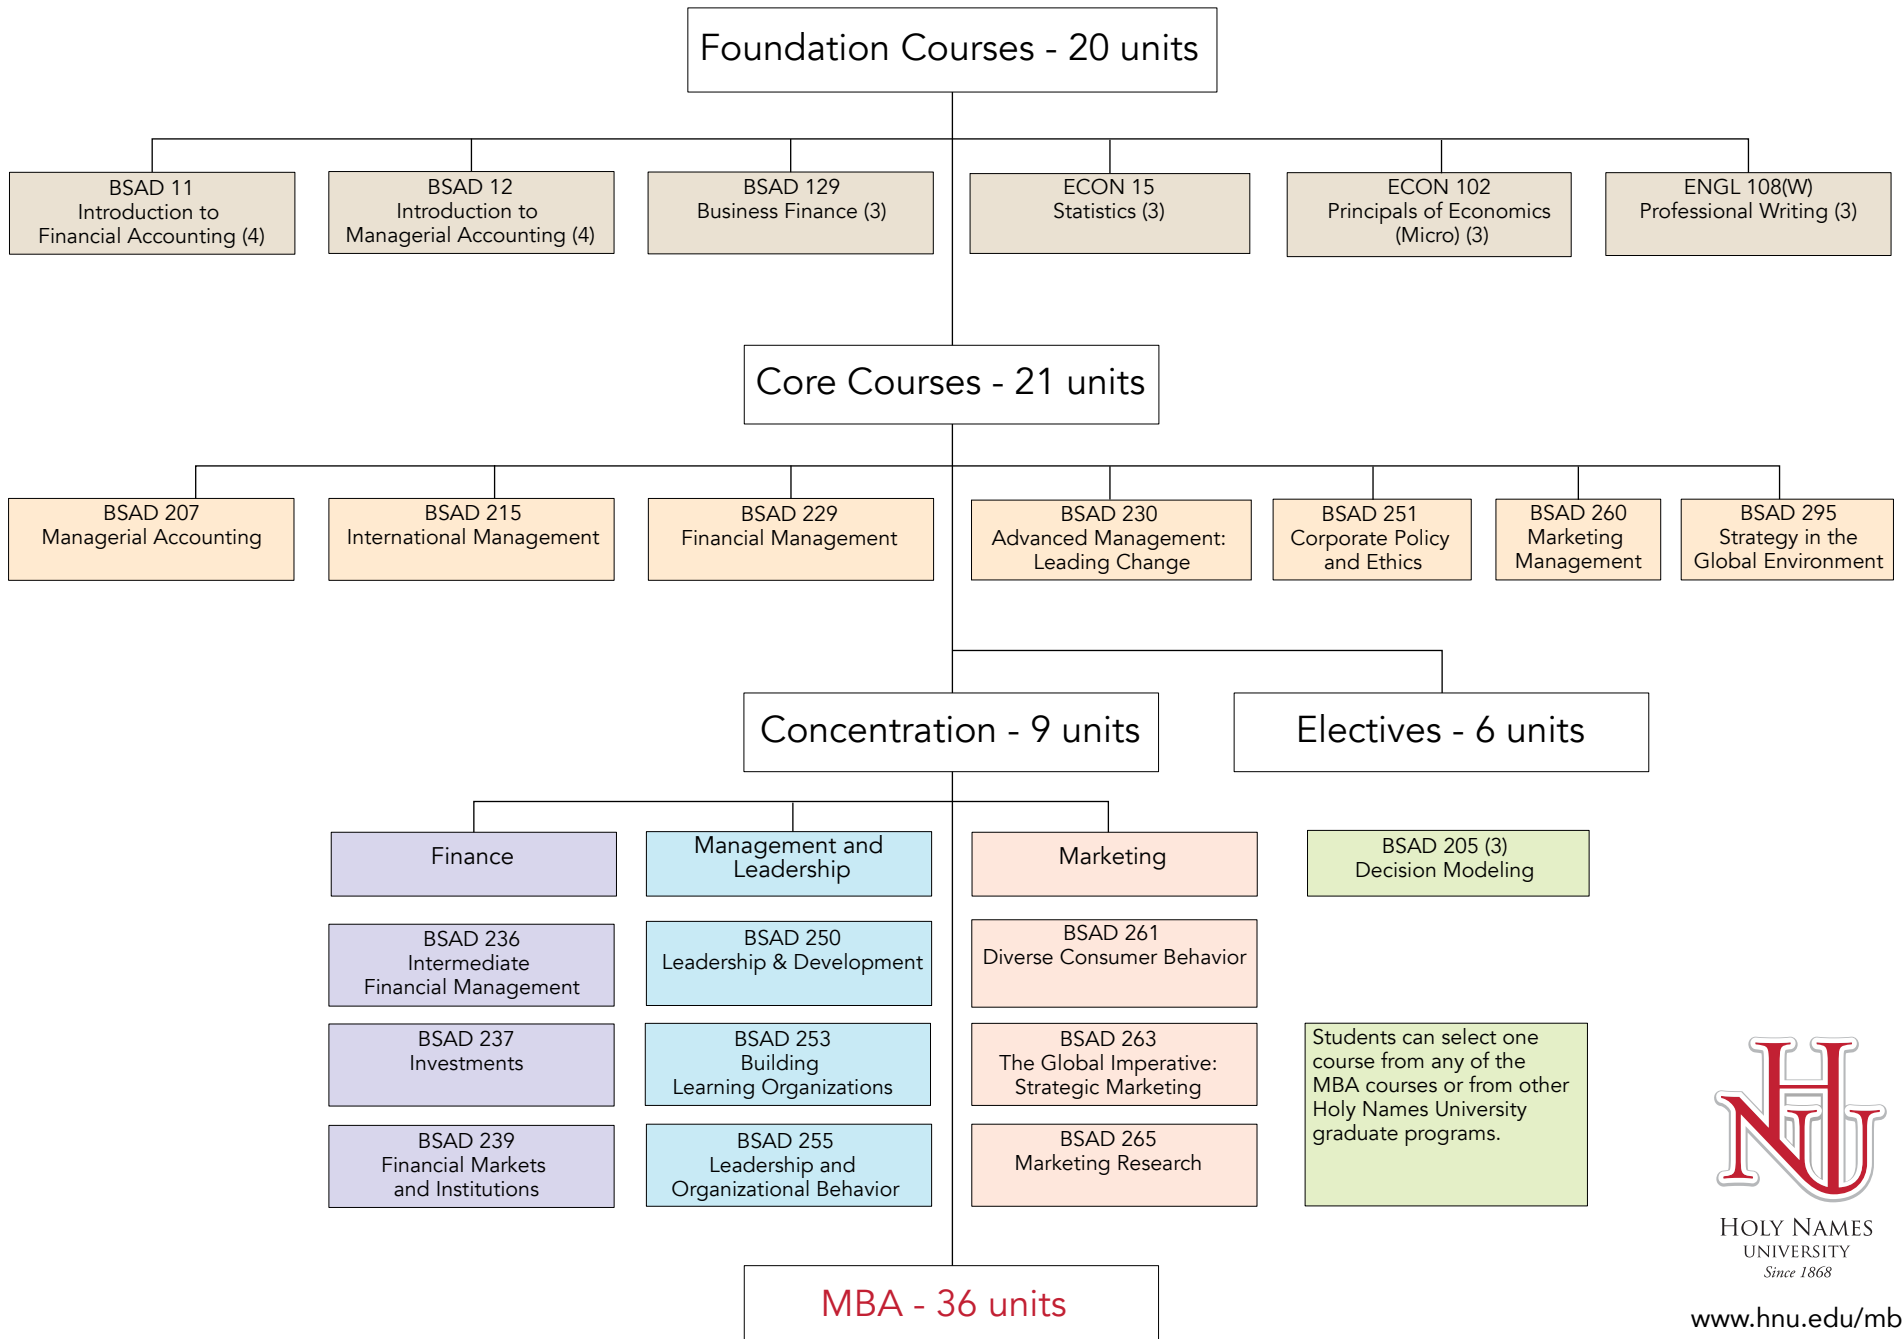 Foundation Courses - 20 units
BSAD 11
Introduction to
Financial Accounting (4)
BSAD 12
Introduction to
Managerial Accounting (4)
BSAD 129
Business Finance (3)
ECON 15
Statistics (3)
ECON 102
Principals of Economics
(Micro) (3)
ENGL 108(W)
Professional Writing (3)
Core Courses - 21 units
BSAD 207
Managerial Accounting
BSAD 215
International Management
BSAD 229
Financial Management
BSAD 230
Advanced Management:
Leading Change
BSAD 251
Corporate Policy
and Ethics
BSAD 260
Marketing
Management
BSAD 295
Strategy in the
Global Environment
Concentration - 9 units
Electives - 6 units
Finance
Management and
Leadership
Marketing
BSAD 205 (3)
Decision Modeling
BSAD 236
Intermediate
Financial Management
BSAD 250
Leadership & Development
BSAD 261
Diverse Consumer Behavior
BSAD 237
Investments
BSAD 253
Building
Learning Organizations
BSAD 263
The Global Imperative:
Strategic Marketing
Students can select one
course from any of the
MBA courses or from other
Holy Names University
graduate programs.
BSAD 239
Financial Markets
and Institutions
BSAD 255
Leadership and
Organizational Behavior
BSAD 265
Marketing Research
HNU
HOLY NAMES
UNIVERSITY
Since 1868
MBA - 36 units
www.hnu.edu/mb